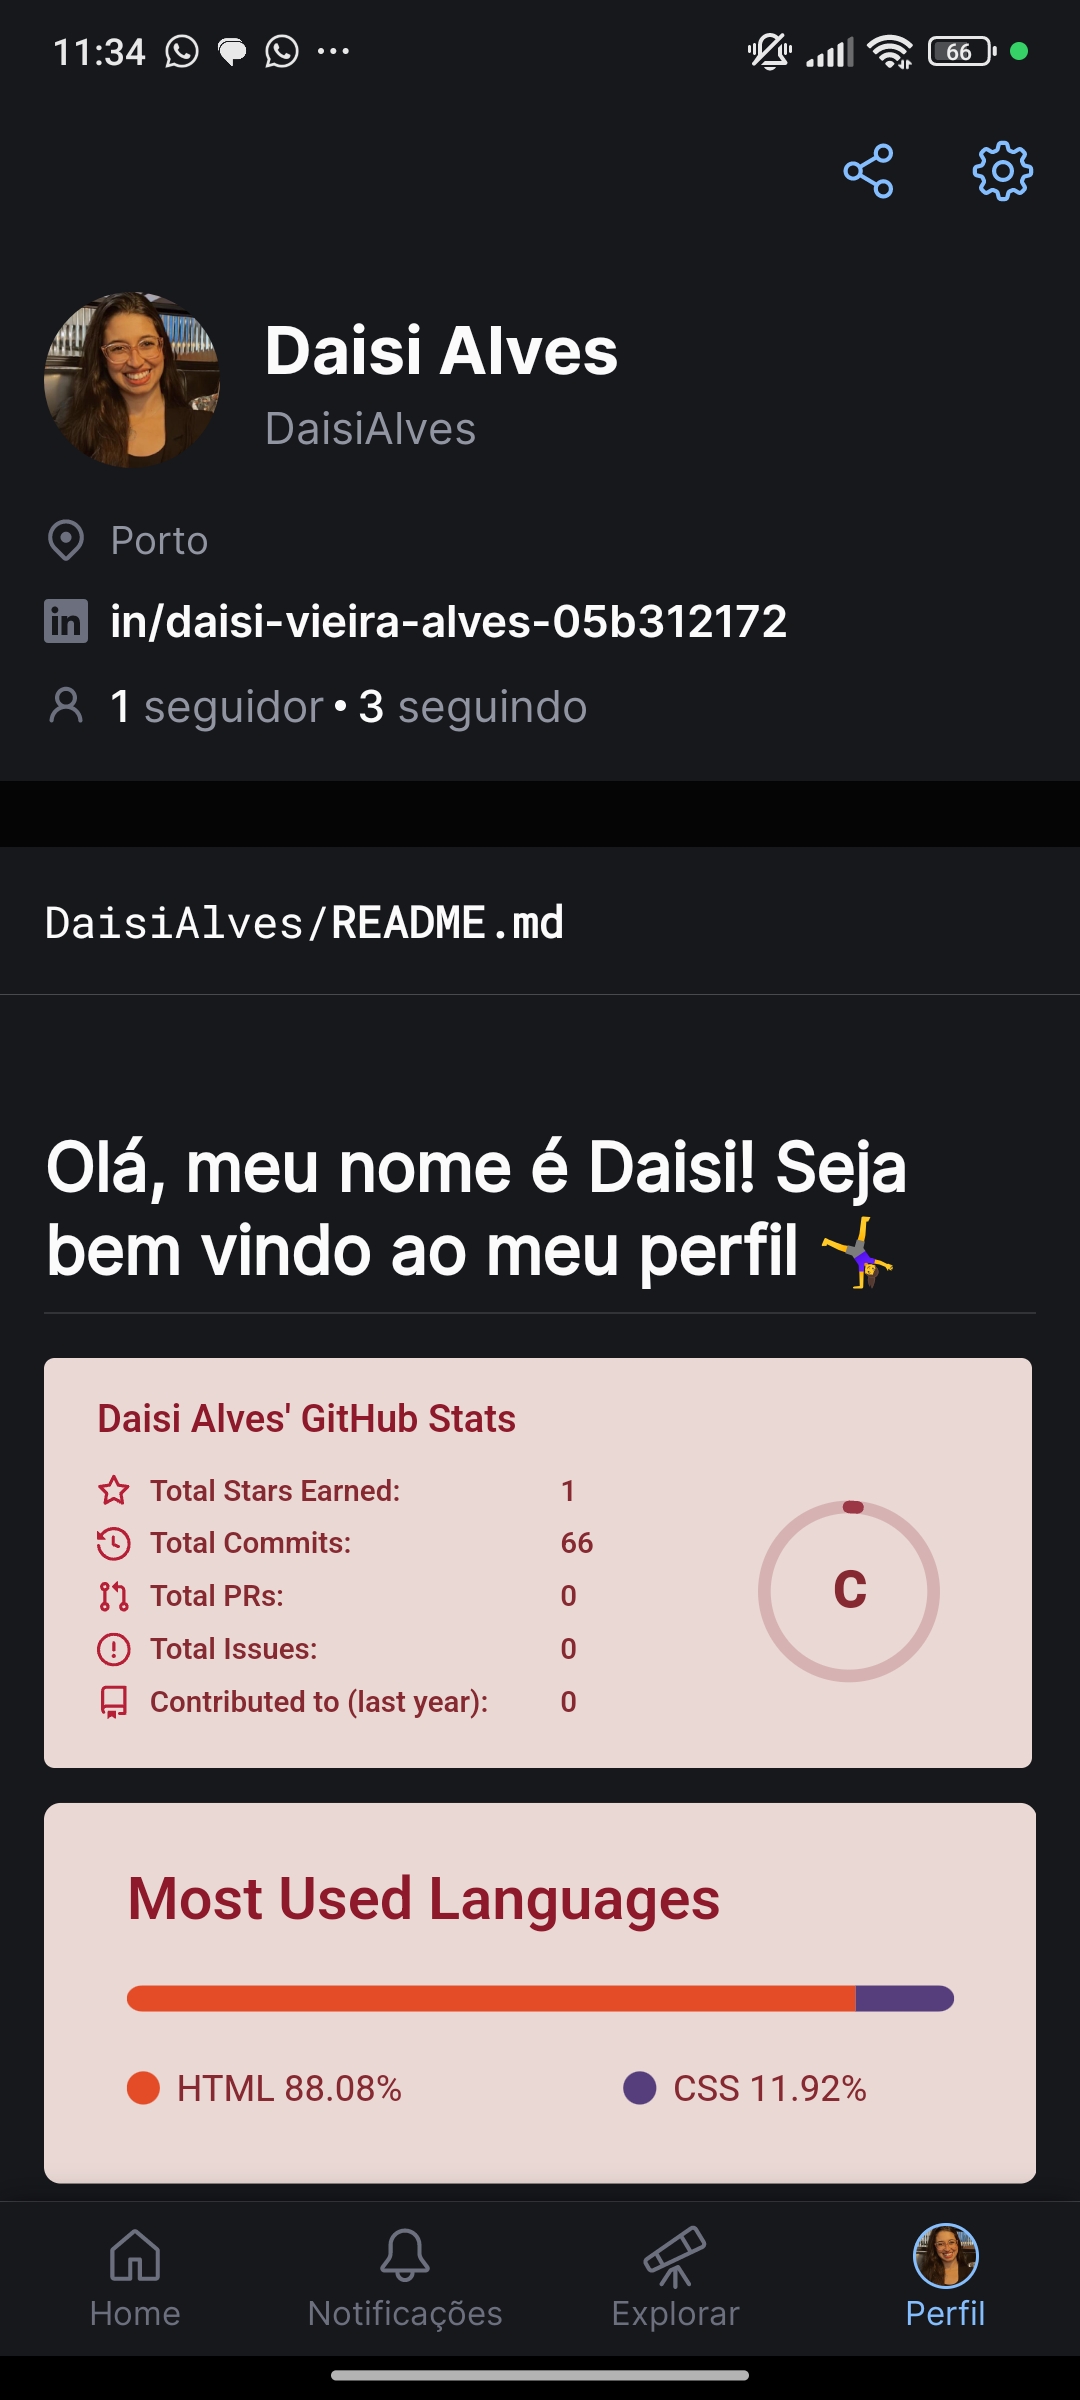 11:34
66
Daisi Alves
DaisiAlves
Porto
in/daisi-vieira-alves-05b312172
1 seguidor • 3 seguindo
DaisiAlves/README.md
Olá, meu nome é Daisi! Seja
bem vindo ao meu perfil 🤸‍♀️
Daisi Alves' GitHub Stats
Total Stars Earned: 1
Total Commits: 66
Total PRs: 0
Total Issues: 0
Contributed to (last year): 0
C
Most Used Languages
HTML 88.08% CSS 11.92%
Home Notificações Explorar Perfil